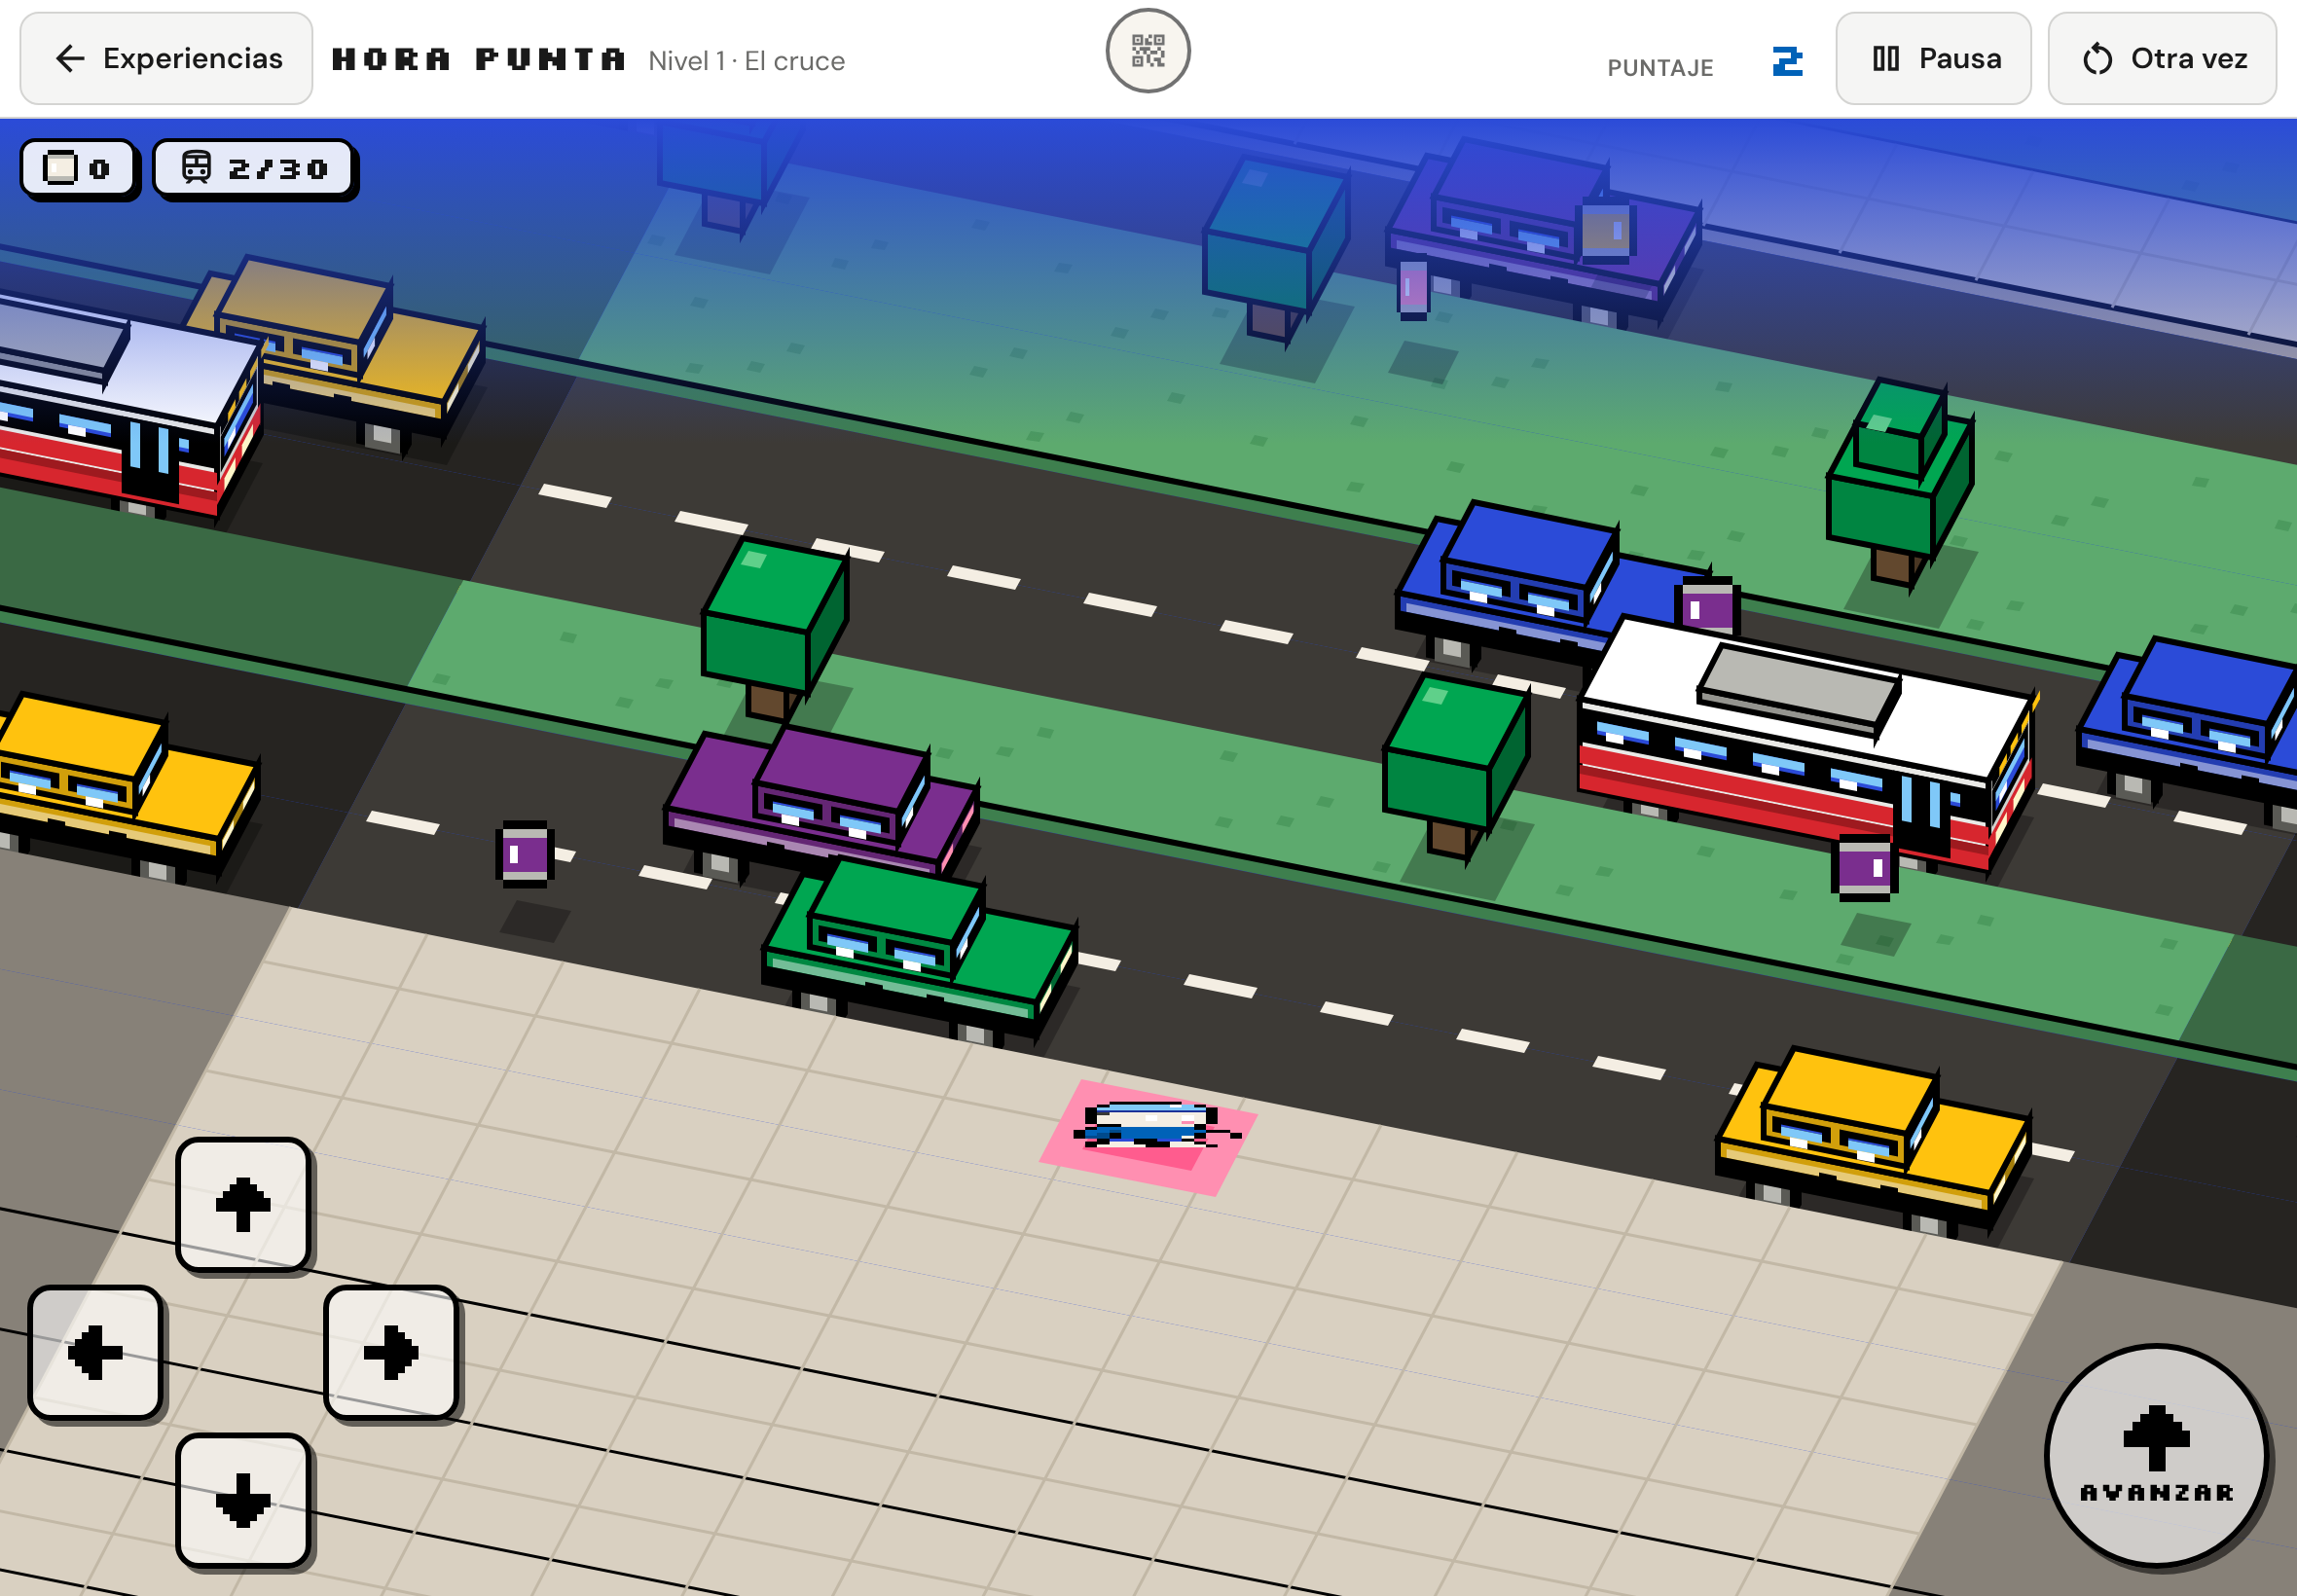 Experiencias
HORA PUNTA
Nivel 1 · El cruce
PUNTAJE
2
Pausa
Otra vez
0
2/30
AVANZAR